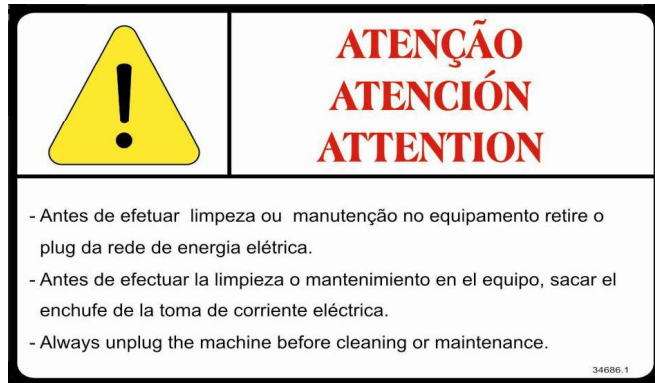 ATENÇÃO
ATENCIÓN
ATTENTION
- Antes de efetuar limpeza ou manutenção no equipamento retire o
plug da rede de energia elétrica.
- Antes de efectuar la limpieza o mantenimiento en el equipo, sacar el
enchufe de la toma de corriente eléctrica.
- Always unplug the machine before cleaning or maintenance.
34686.1